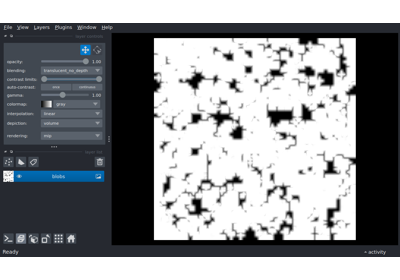 File View Layers Plugins Window Help
opacity: 1.00
blending: translucent_no_depth
contrast limits:
auto-contrast: once continuous
gamma: 1.00
colormap: gray
interpolation: linear
depiction: volume
rendering: mip
blobs
Ready activity